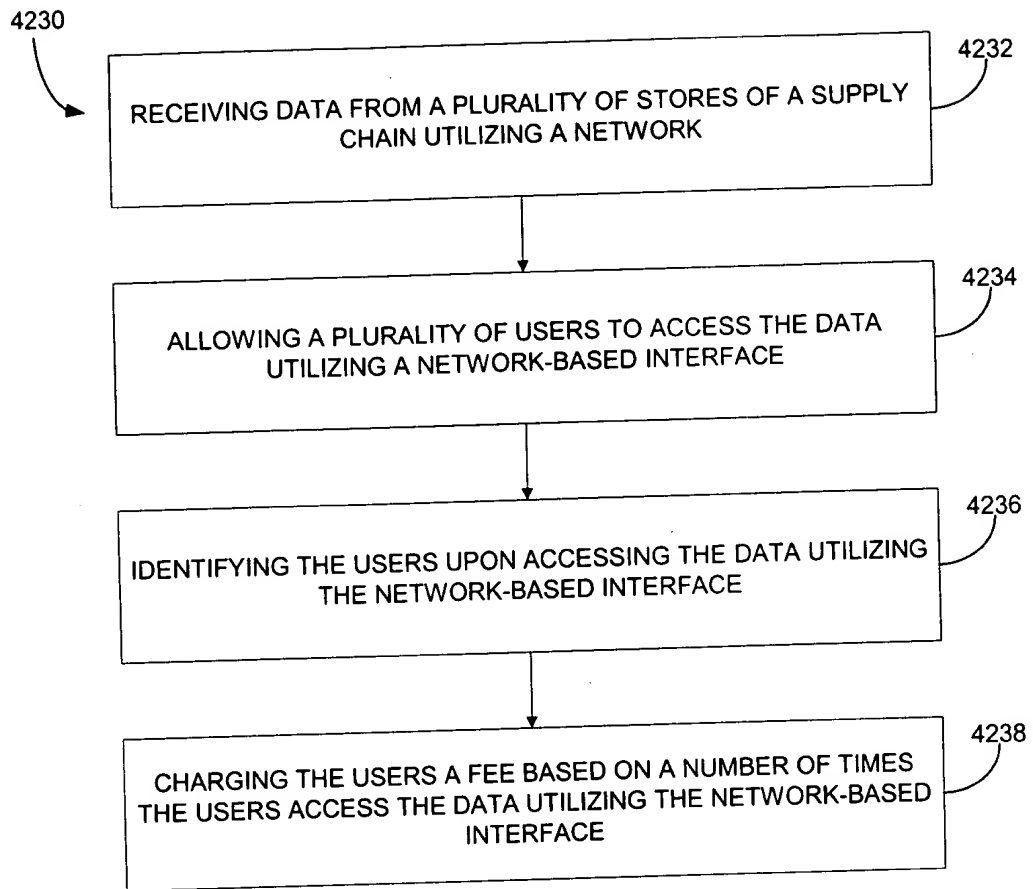 4230
4232
RECEIVING DATA FROM A PLURALITY OF STORES OF A SUPPLY
CHAIN UTILIZING A NETWORK
4234
ALLOWING A PLURALITY OF USERS TO ACCESS THE DATA
UTILIZING A NETWORK-BASED INTERFACE
4236
IDENTIFYING THE USERS UPON ACCESSING THE DATA UTILIZING
THE NETWORK-BASED INTERFACE
4238
CHARGING THE USERS A FEE BASED ON A NUMBER OF TIMES
THE USERS ACCESS THE DATA UTILIZING THE NETWORK-BASED
INTERFACE